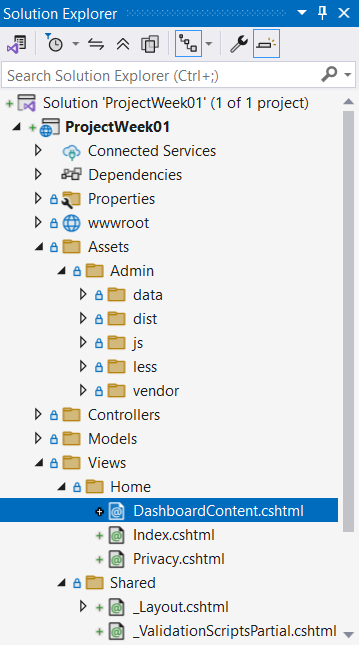 Solution Explorer
Search Solution Explorer (Ctrl+;)
Solution 'ProjectWeek01' (1 of 1 project)
ProjectWeek01
Connected Services
Dependencies
Properties
wwwroot
Assets
Admin
data
dist
js
less
vendor
Controllers
Models
Views
Home
DashboardContent.cshtml
Index.cshtml
Privacy.cshtml
Shared
_Layout.cshtml
_ValidationScriptsPartial.cshtml